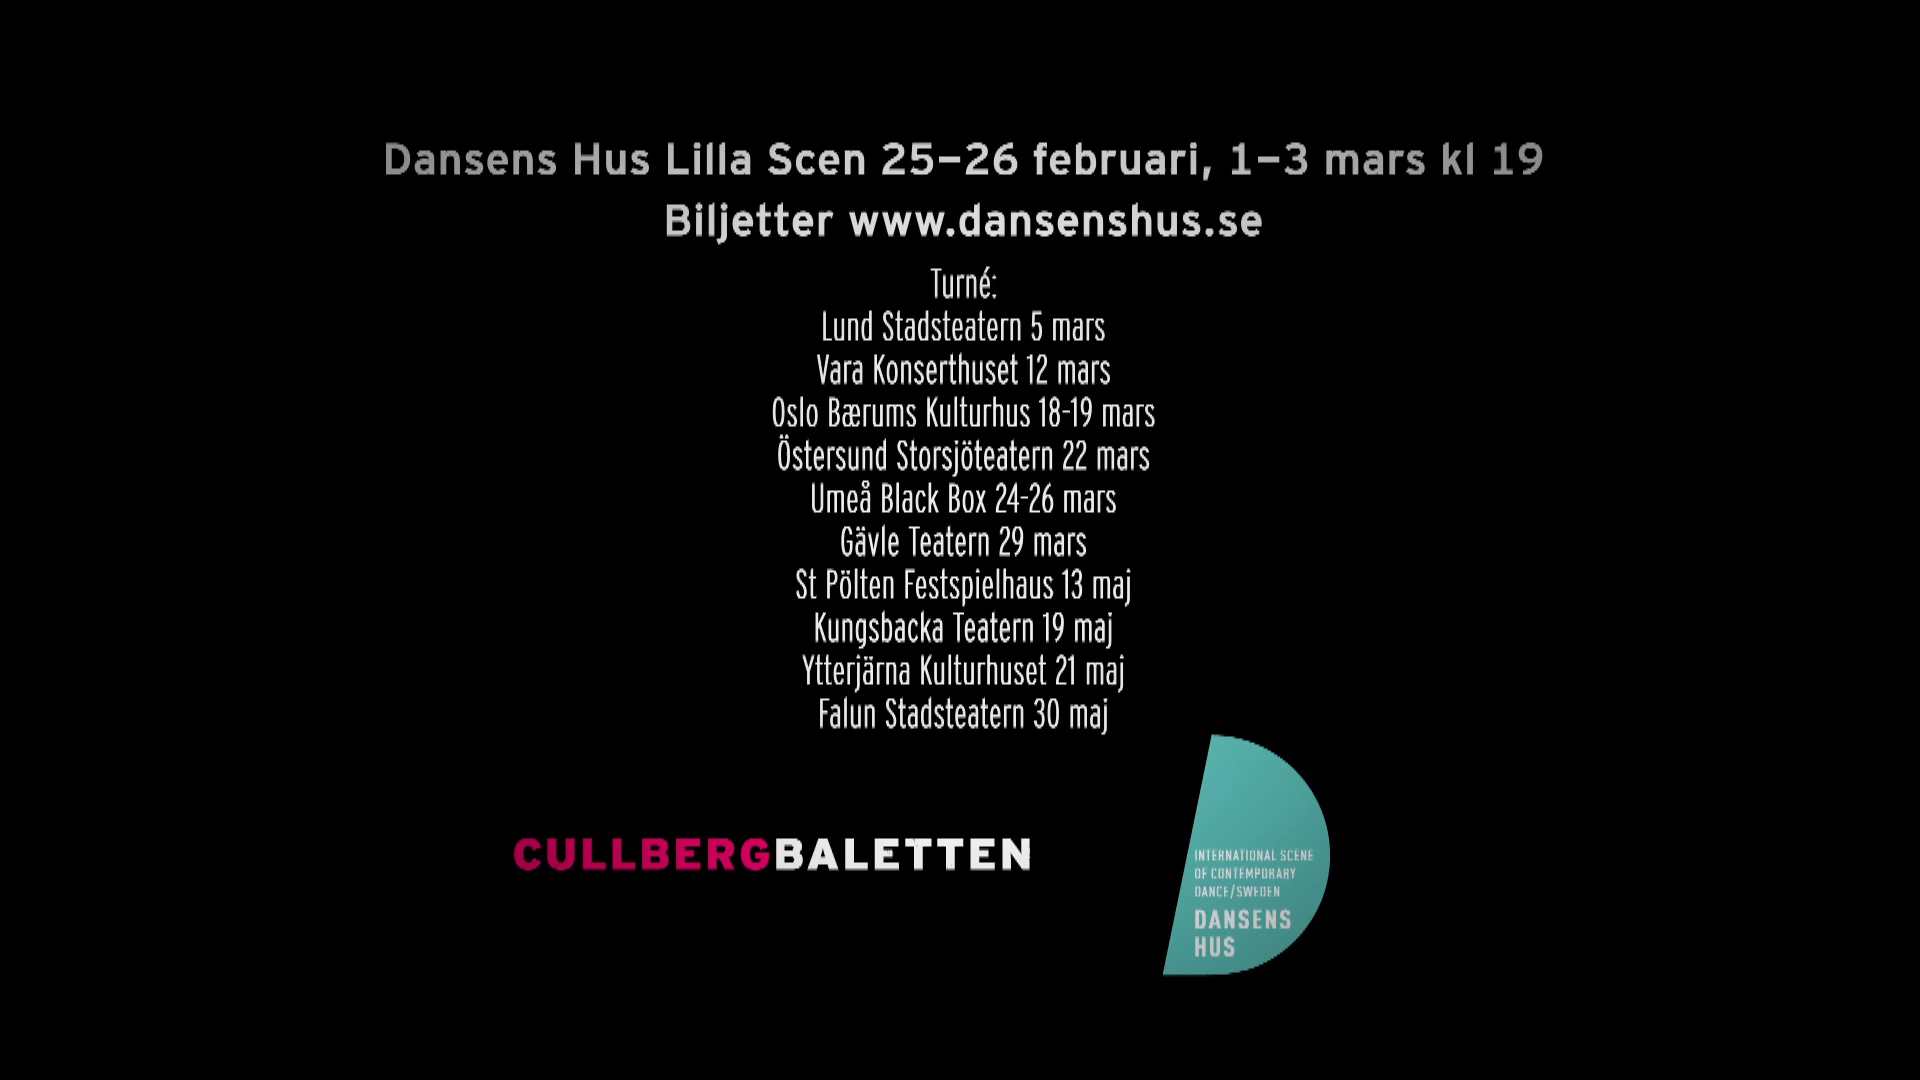 Dansens Hus Lilla Scen 25–26 februari, 1–3 mars kl 19
Biljetter www.dansenshus.se
Turné:
Lund Stadsteatern 5 mars
Vara Konserthuset 12 mars
Oslo Bærums Kulturhus 18-19 mars
Östersund Storsjöteatern 22 mars
Umeå Black Box 24-26 mars
Gävle Teatern 29 mars
St Pölten Festspielhaus 13 maj
Kungsbacka Teatern 19 maj
Ytterjärna Kulturhuset 21 maj
Falun Stadsteatern 30 maj
CULLBERGBALETTEN
INTERNATIONAL SCENE
OF CONTEMPORARY
DANCE/SWEDEN
DANSENS
HUS